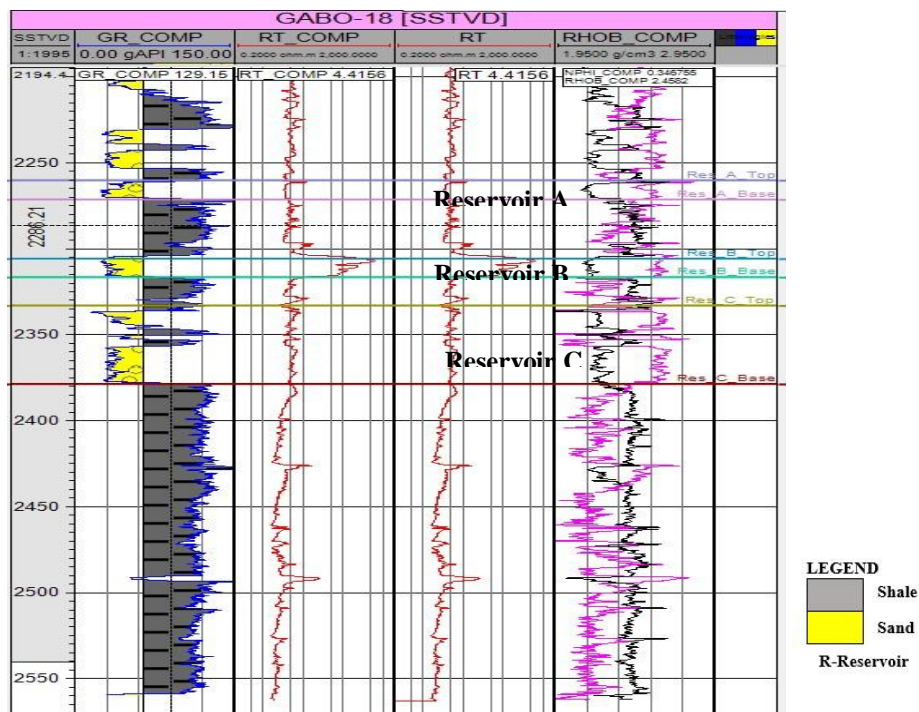 GABO-18 [SSTVD]
SSTVD GR_COMP RT_COMP RT RHOB_COMP
1:1995 0.00 gAPI 150.00 0.2000 ohm.m 2,000.0000 0.2000 ohm.m 2,000.0000 1.9500 g/cm3 2.9500
2194.4 GR_COMP 129.15 RT_COMP 4.4156 RT 4.4156 NPHI_COMP 0.346755
RHOB_COMP 2.4582
2250
Res_A_Top
Reservoir A Res_A_Base
2286.21
Res_B_Top
Reservoir B Res_B_Base
Res_C_Top
2350
Reservoir C
Res_C_Base
2400
2450
2500
2550
LEGEND
Shale
Sand
R-Reservoir